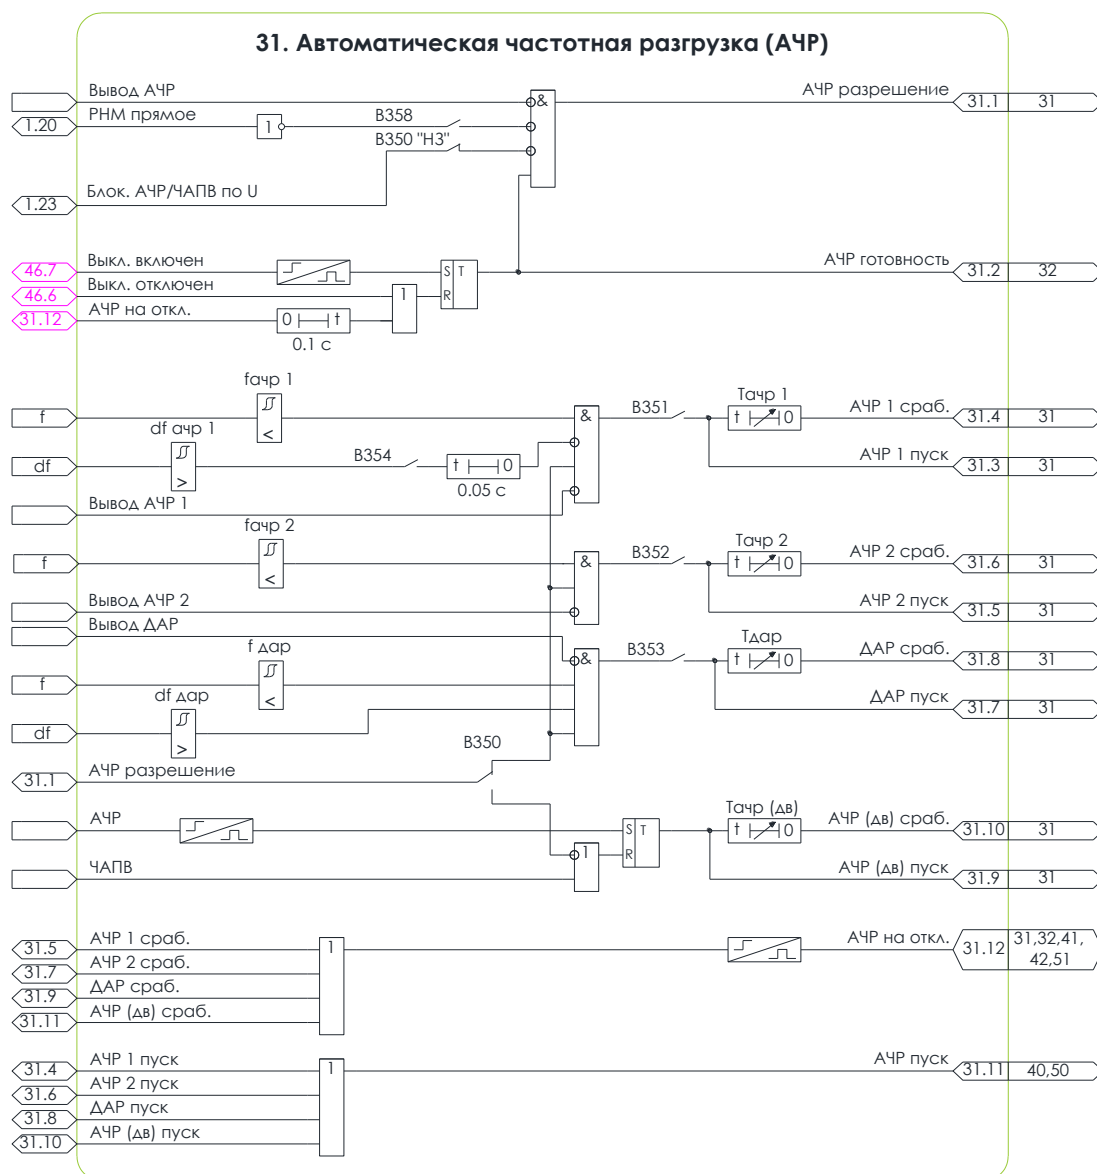 31. Автоматическая частотная разгрузка (АЧР)
Вывод АЧР
&
АЧР разрешение
31.1
31
1.20
РНМ прямое
1
В358
В350 "НЗ"
1.23
Блок. АЧР/ЧАПВ по U
46.7
Выкл. включен
S
T
R
АЧР готовность
31.2
32
46.6
Выкл. отключен
1
31.12
АЧР на откл.
0
t
0.1 с
fачр 1
f
<
&
В351
Тачр 1
t
0
АЧР 1 сраб.
31.4
31
df ачр 1
df
>
В354
t
0
0.05 с
АЧР 1 пуск
31.3
31
Вывод АЧР 1
fачр 2
f
<
&
В352
Тачр 2
t
0
АЧР 2 сраб.
31.6
31
Вывод АЧР 2
АЧР 2 пуск
31.5
31
Вывод ДАР
&
В353
Тдар
t
0
ДАР сраб.
31.8
31
f дар
f
<
ДАР пуск
31.7
31
df дар
df
>
В350
31.1
АЧР разрешение
АЧР
S
T
R
Тачр (дв)
t
0
АЧР (дв) сраб.
31.10
31
1
ЧАПВ
АЧР (дв) пуск
31.9
31
31.5
АЧР 1 сраб.
1
АЧР на откл.
31.12
31,32,41,
42,51
31.7
АЧР 2 сраб.
31.9
ДАР сраб.
31.11
АЧР (дв) сраб.
31.4
АЧР 1 пуск
1
АЧР пуск
31.11
40,50
31.6
АЧР 2 пуск
31.8
ДАР пуск
31.10
АЧР (дв) пуск